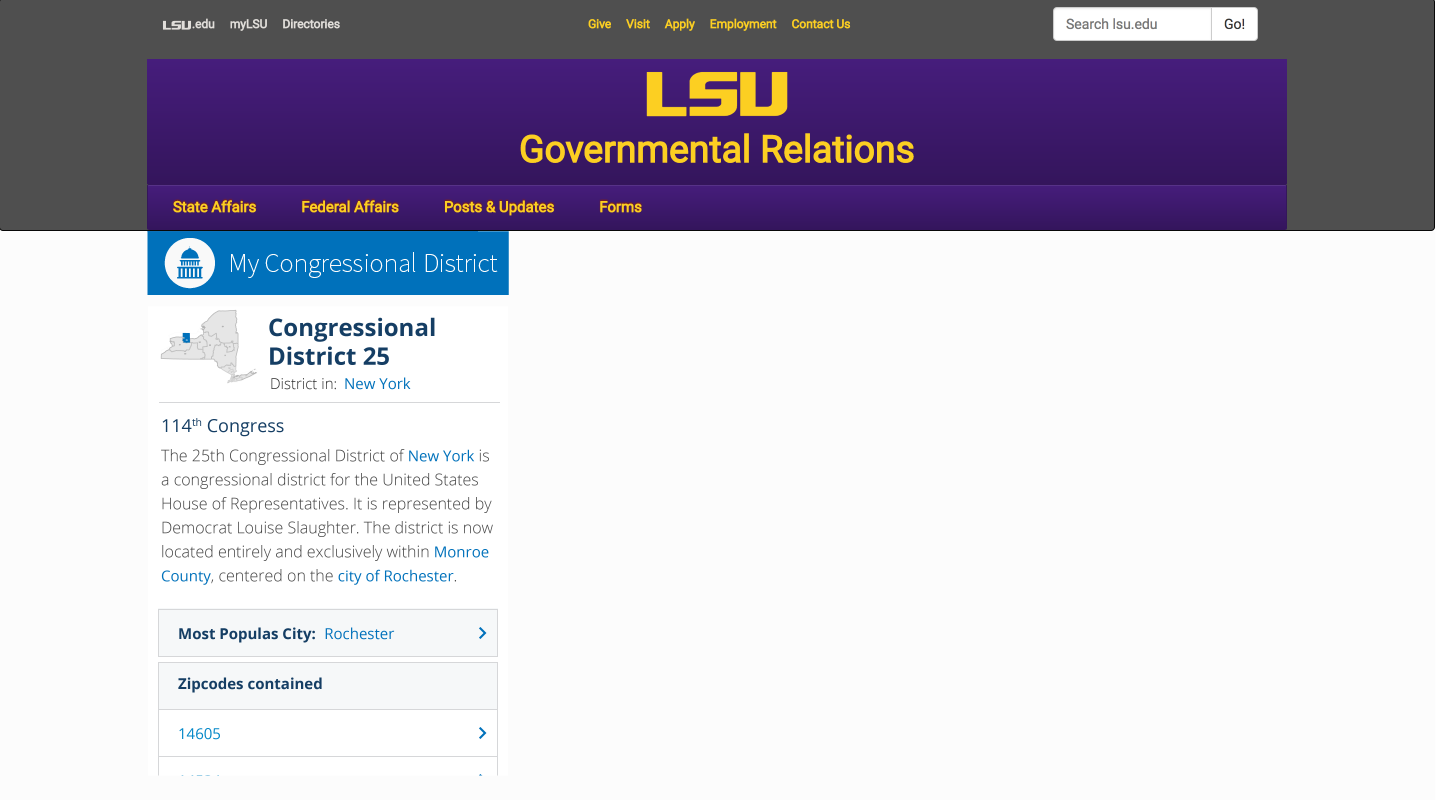 LSU.edu myLSU Directories Give Visit Apply Employment Contact Us Search lsu.edu Go!
LSU
Governmental Relations
State Affairs Federal Affairs Posts & Updates Forms
My Congressional District
Congressional
District 25
District in: New York
114th Congress
The 25th Congressional District of New York is
a congressional district for the United States
House of Representatives. It is represented by
Democrat Louise Slaughter. The district is now
located entirely and exclusively within Monroe
County, centered on the city of Rochester.
Most Populas City: Rochester
Zipcodes contained
14605